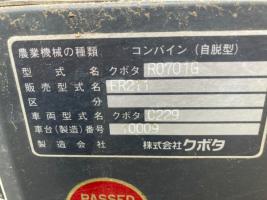 農業機械の種類 コンバイン (自脱型)
型式名 クボタ RO701G
販売型式名 ER211
区分
車両型式名 クボタ C229
車台(製造)番号 10009
製造会社 株式会社クボタ
PASSED